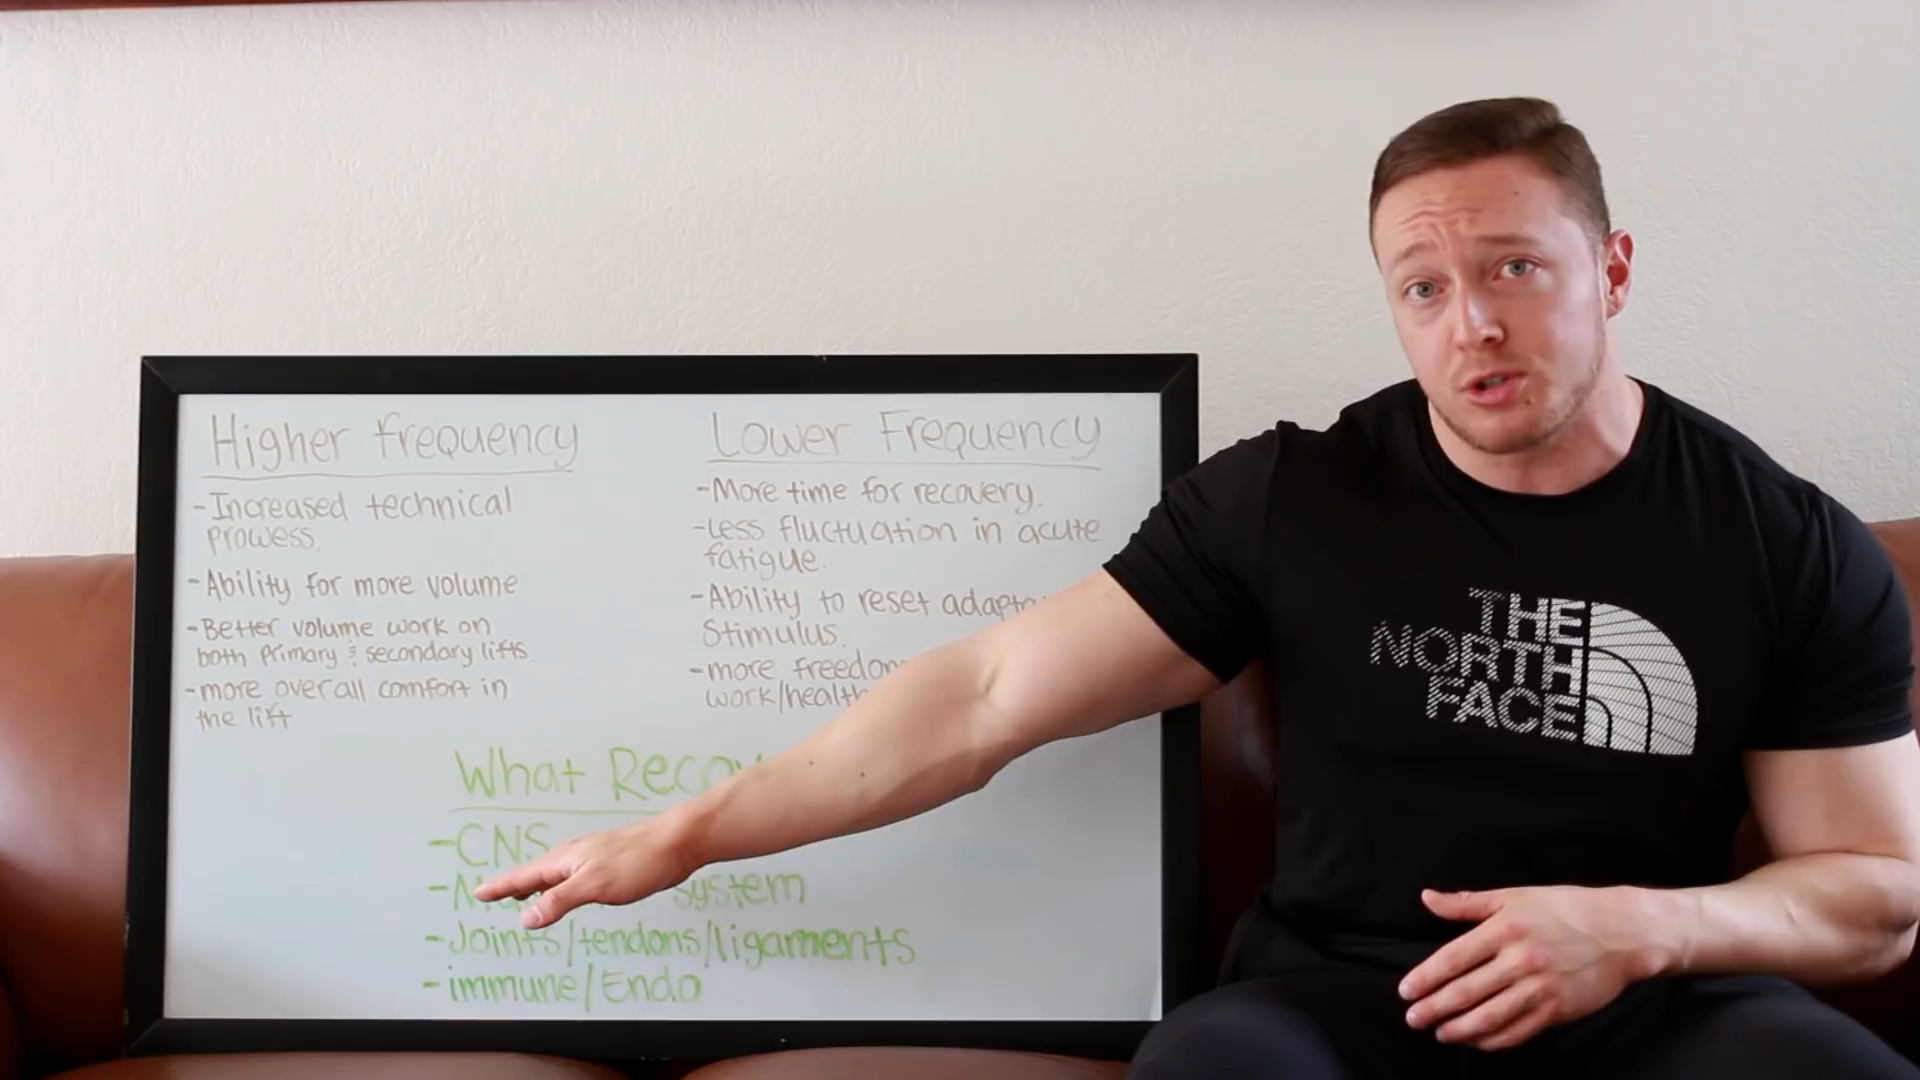 Higher frequency
-Increased technical
prowess.
-Ability for more volume
-Better volume work on
both Primary & secondary lifts.
-more overall comfort in
the lift
Lower Frequency
-More time for recovery.
-less fluctuation in acute
fatigue.
-Ability to reset
Stimulus.
-more freedom
work/health
What
-CNS
system
-Joints/tendons/ligaments
-immune/Endo
THE
NORTH
FACE